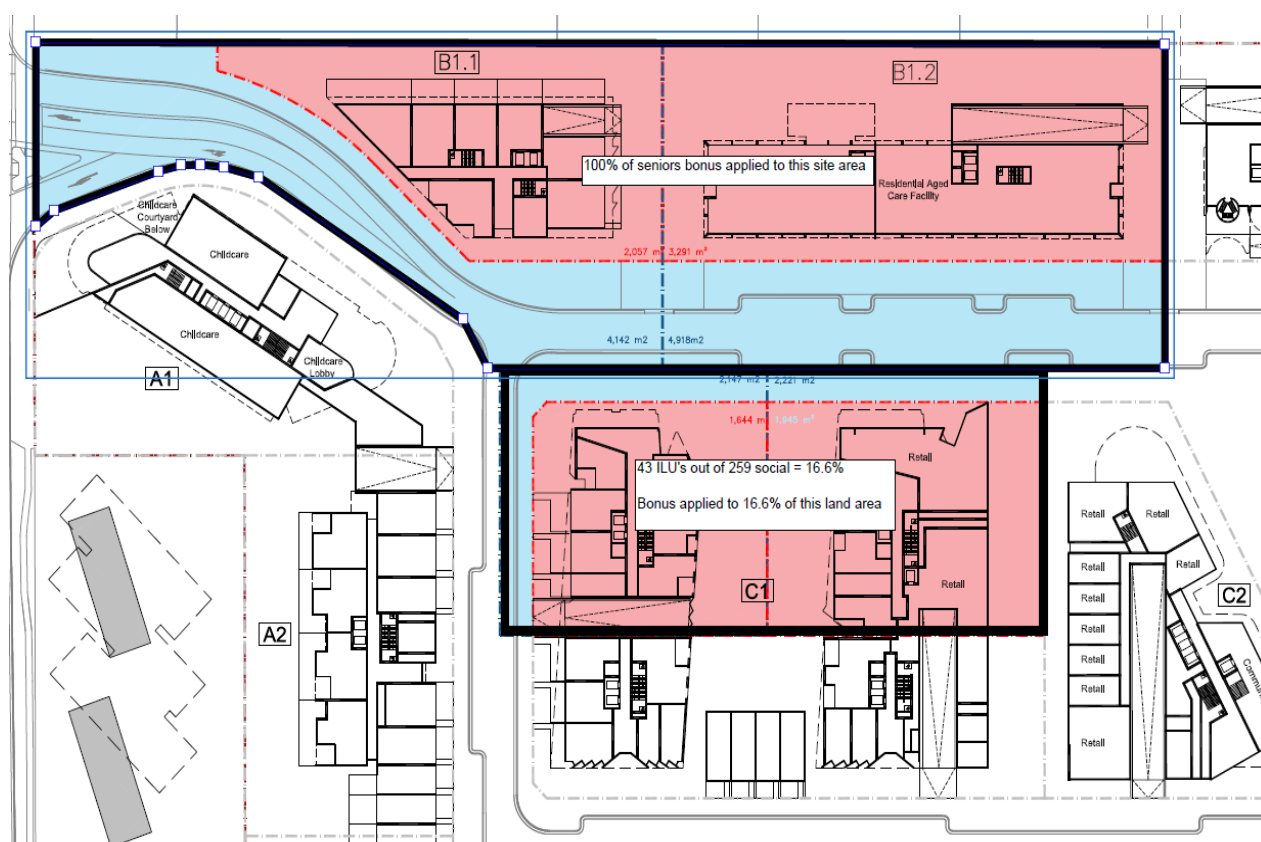 B1.1
B1.2
100% of seniors bonus applied to this site area
Residential Aged
Care Facility
Childcare
Courtyard
Below
Childcare
2,057 m² 3,291 m²
Childcare
4,142 m2 4,918m2
Childcare
Lobby
A1
2,147 m2 2,221 m2
1,644 m 1,945 m²
Retail
43 ILU's out of 259 social = 16.6%
Bonus applied to 16.6% of this land area
Retail
Retail
Retail
Retail
Retail
C1
Retail
C2
Retail
A2
Retail
Retail
Retail